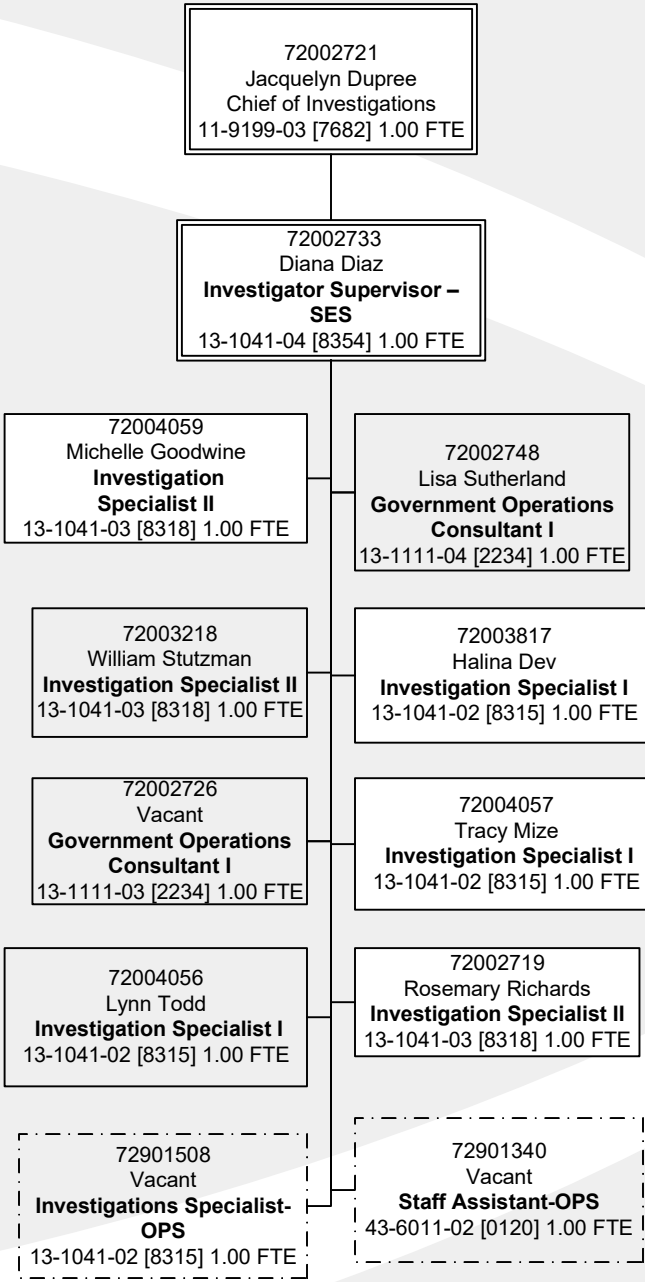 72002721
Jacquelyn Dupree
Chief of Investigations
11-9199-03 [7682] 1.00 FTE
72002733
Diana Diaz
Investigator Supervisor –
SES
13-1041-04 [8354] 1.00 FTE
72004059
Michelle Goodwine
Investigation
Specialist II
13-1041-03 [8318] 1.00 FTE
72002748
Lisa Sutherland
Government Operations
Consultant I
13-1111-04 [2234] 1.00 FTE
72003218
William Stutzman
Investigation Specialist II
13-1041-03 [8318] 1.00 FTE
72003817
Halina Dev
Investigation Specialist I
13-1041-02 [8315] 1.00 FTE
72002726
Vacant
Government Operations
Consultant I
13-1111-03 [2234] 1.00 FTE
72004057
Tracy Mize
Investigation Specialist I
13-1041-02 [8315] 1.00 FTE
72004056
Lynn Todd
Investigation Specialist I
13-1041-02 [8315] 1.00 FTE
72002719
Rosemary Richards
Investigation Specialist II
13-1041-03 [8318] 1.00 FTE
72901508
Vacant
Investigations Specialist-
OPS
13-1041-02 [8315] 1.00 FTE
72901340
Vacant
Staff Assistant-OPS
43-6011-02 [0120] 1.00 FTE